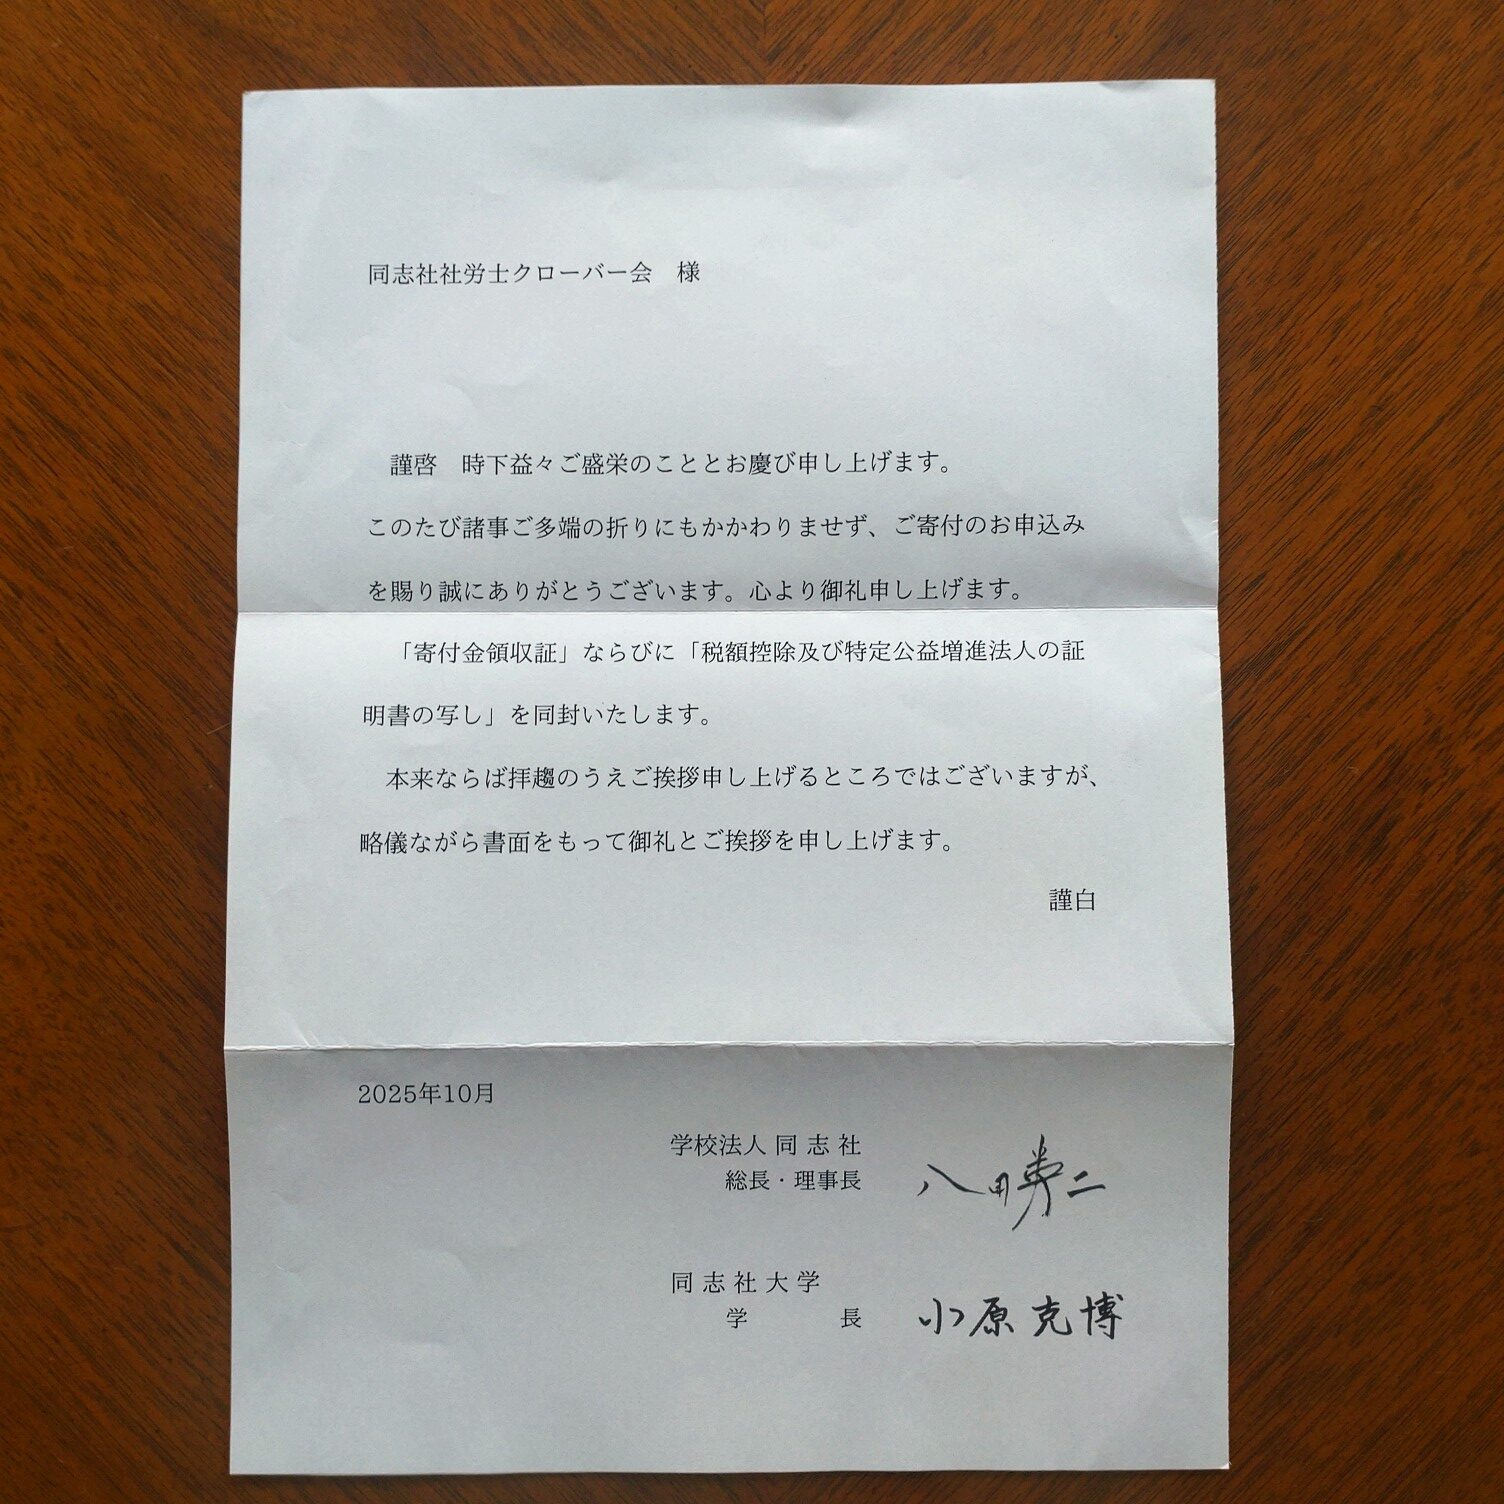 同志社社労士クローバー会　様
謹啓　時下益々ご盛栄のこととお慶び申し上げます。
このたび諸事ご多端の折りにもかかわりませず、ご寄付のお申込み
を賜り誠にありがとうございます。心より御礼申し上げます。
「寄付金領収証」ならびに「税額控除及び特定公益増進法人の証
明書の写し」を同封いたします。
本来ならば拝趨のうえご挨拶申し上げるところではございますが、
略儀ながら書面をもって御礼とご挨拶を申し上げます。
謹白
2025年10月
学校法人 同 志 社
総長・理事長　八田英二
同 志 社 大 学
学　　　長　小原克博